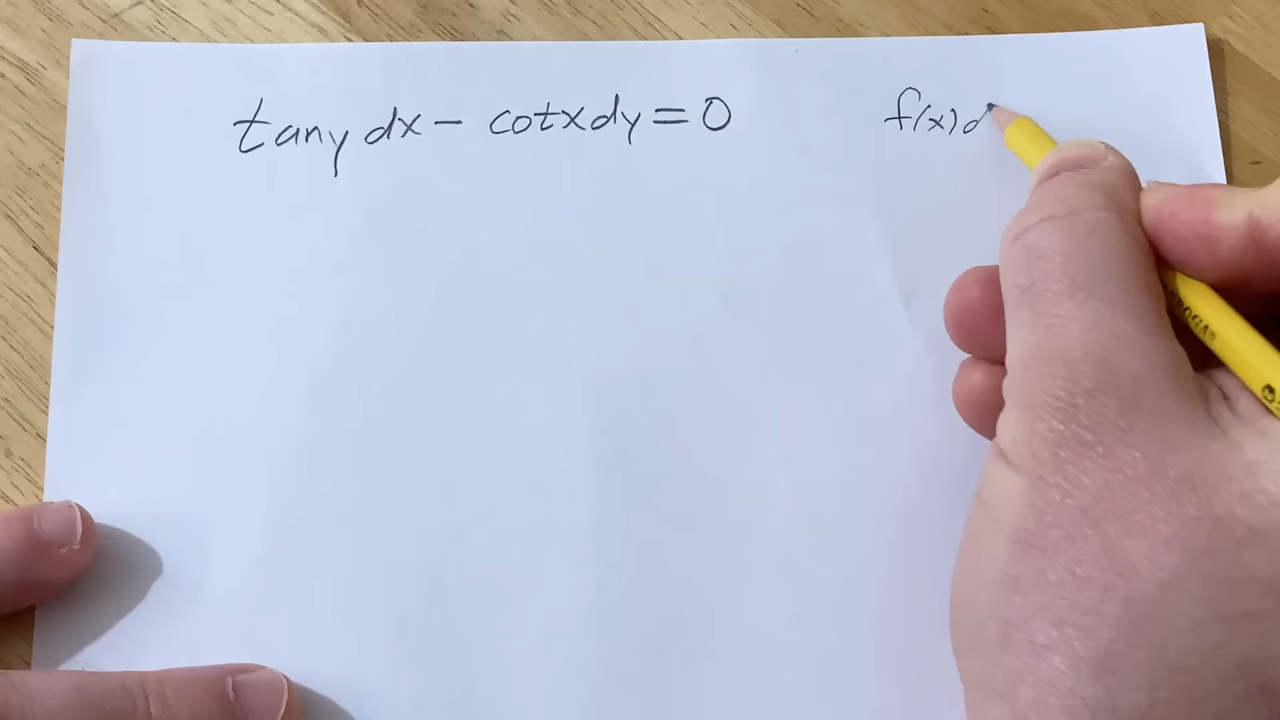 tany dx - cotx dy = 0
f(x) d